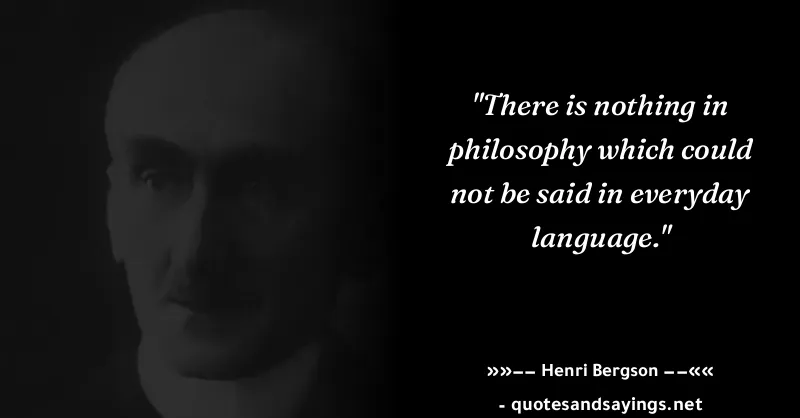 "There is nothing in
philosophy which could
not be said in everyday
language."
»»–– Henri Bergson ––««
- quotesandsayings.net